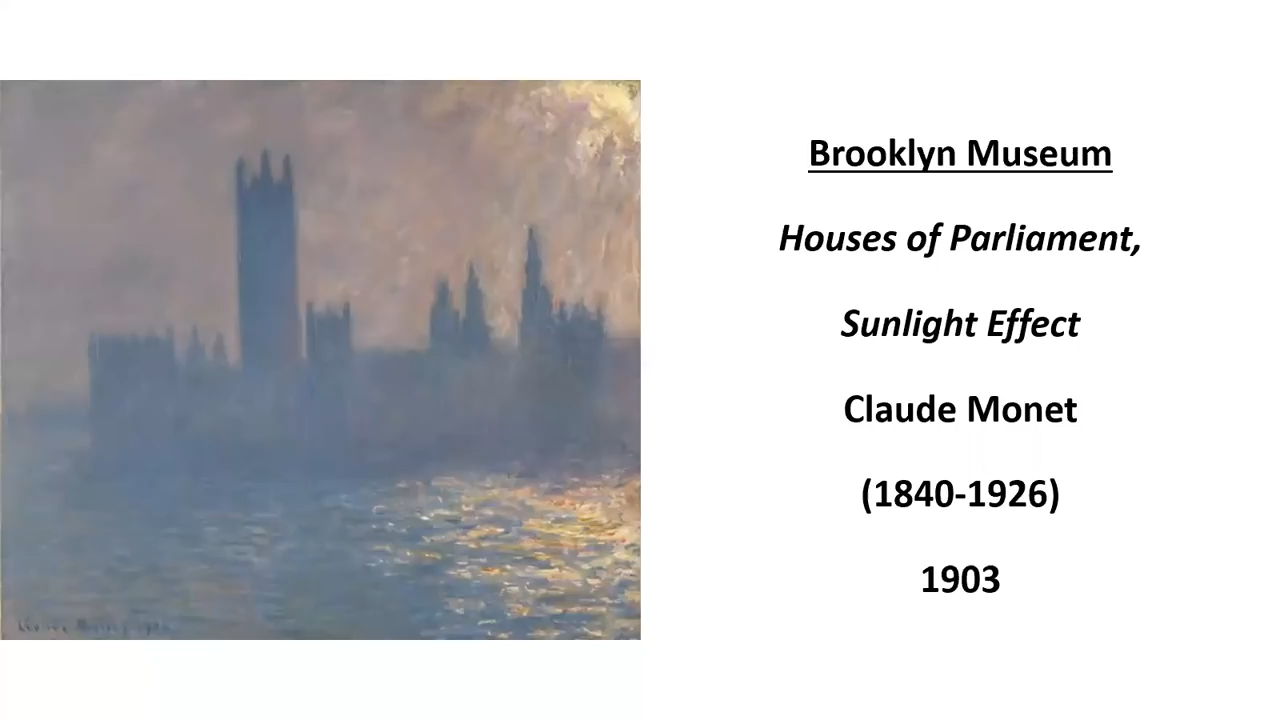 Brooklyn Museum
Houses of Parliament,
Sunlight Effect
Claude Monet
(1840-1926)
1903